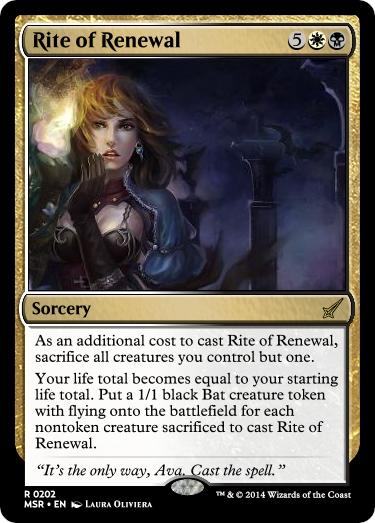 Rite of Renewal 5
Sorcery
As an additional cost to cast Rite of Renewal,
sacrifice all creatures you control but one.
Your life total becomes equal to your starting
life total. Put a 1/1 black Bat creature token
with flying onto the battlefield for each
nontoken creature sacrificed to cast Rite of
Renewal.
"It's the only way, Ava. Cast the spell."
R 0202
MSR • EN LAURA OLIVIERA
™ & © 2014 Wizards of the Coast